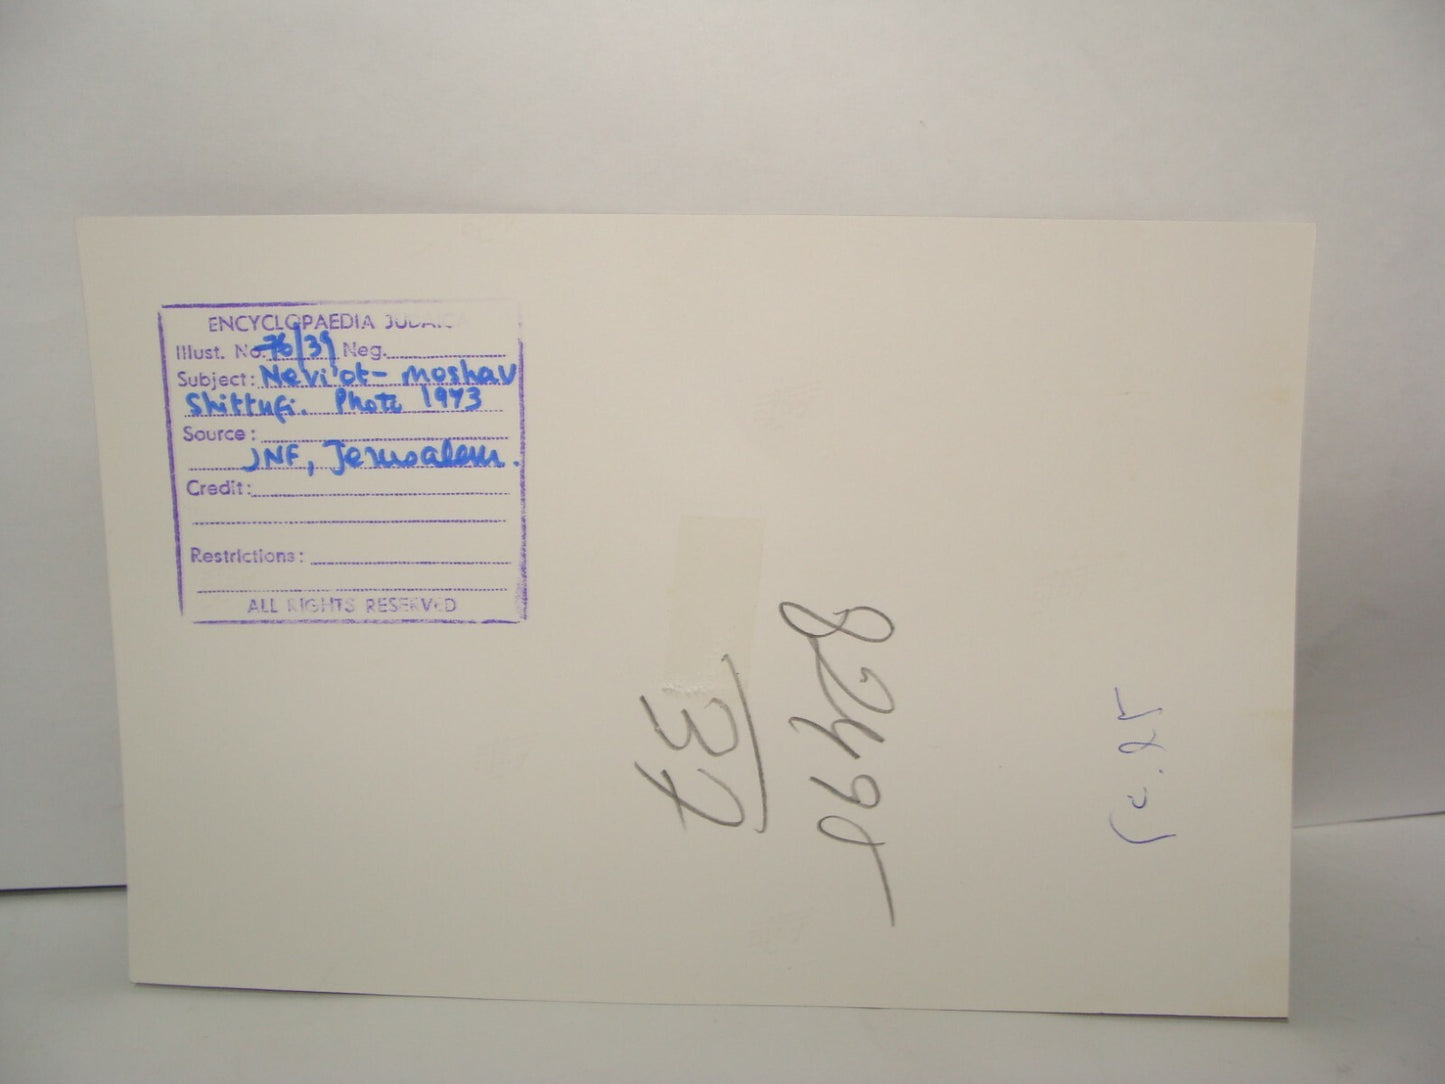 ENCYCLOPAEDIA JUDAICA
Illust. No. 76/39 Neg.
Subject: Nevi'ot - moshav
Shittufi. Photo 1973
Source:
JNF, Jerusalem.
Credit:
Restrictions:
ALL RIGHTS RESERVED
37